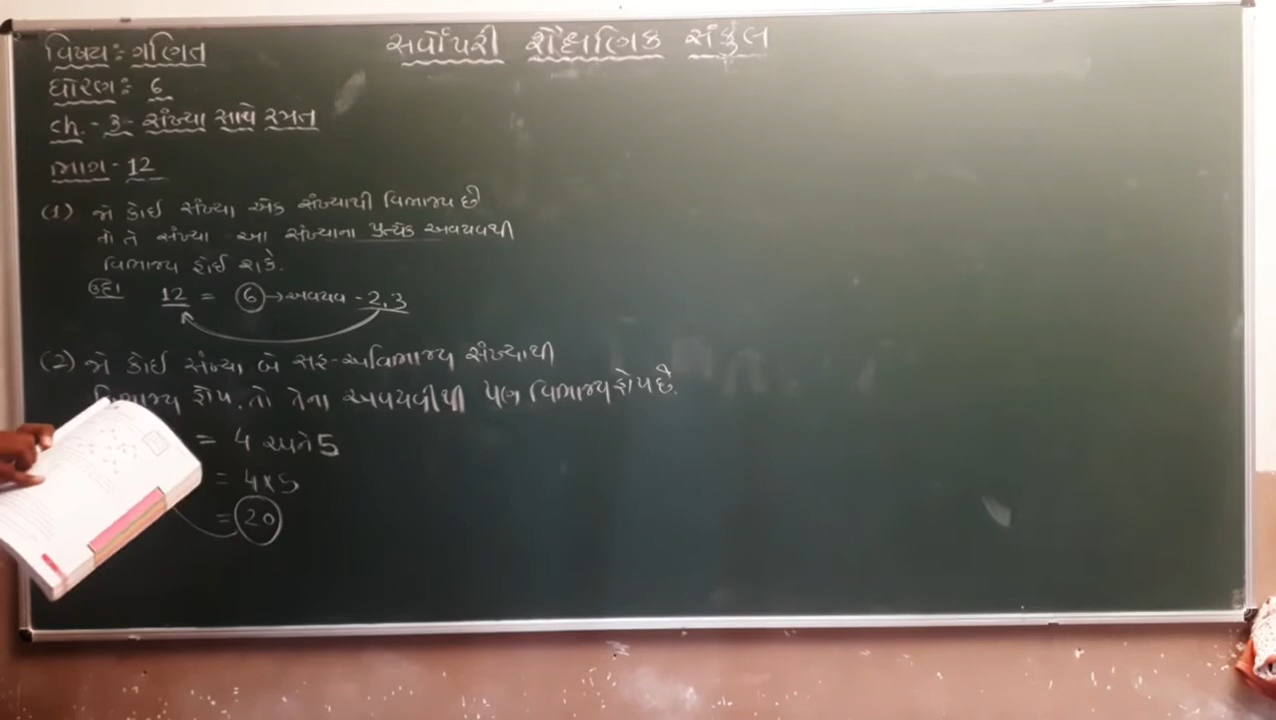 સર્વોપરી શૈક્ષણિક સંકુલ
વિષય: ગણિત
ધોરણ: 6
ch. - 3 - સંખ્યા સાથે રમત
ભાગ - 12
(1) જો કોઈ સંખ્યા એક સંખ્યાથી વિભાજ્ય છે
તો તે સંખ્યા આ સંખ્યાના પ્રત્યેક અવયવથી
વિભાજ્ય હોઈ શકે.
ઉદા 12 = 6 → અવયવ - 2, 3
(2) જો કોઈ સંખ્યા બે સહ-અવિભાજ્ય સંખ્યાથી
વિભાજ્ય હોય. તો તેના અવયવોથી પણ વિભાજ્ય હોય છે.
= 4 અને 5
= 4 x 5
= 20